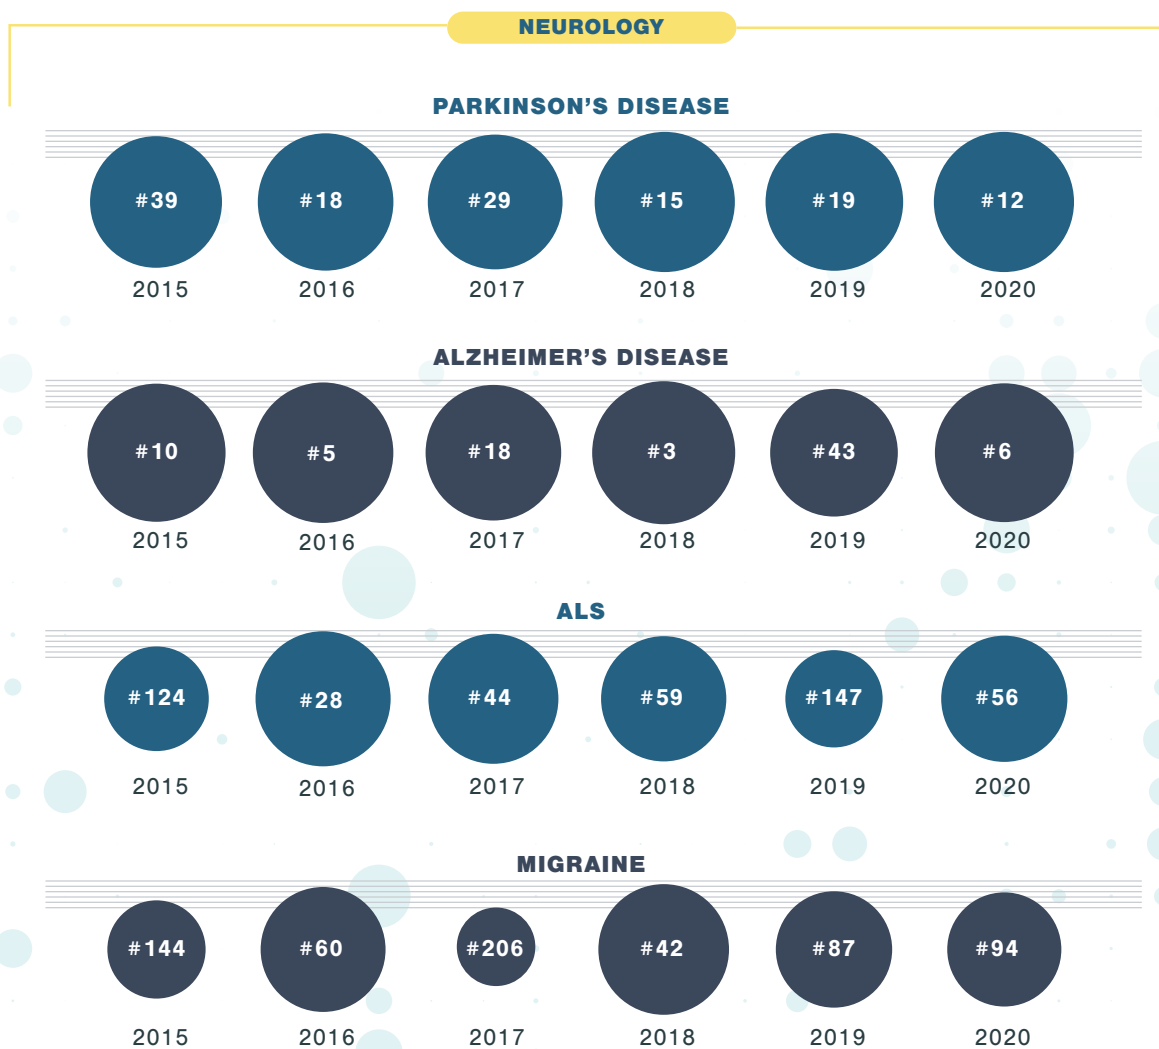 NEUROLOGY
PARKINSON’S DISEASE
#39 #18 #29 #15 #19 #12
2015 2016 2017 2018 2019 2020
ALZHEIMER’S DISEASE
#10 #5 #18 #3 #43 #6
2015 2016 2017 2018 2019 2020
ALS
#124 #28 #44 #59 #147 #56
2015 2016 2017 2018 2019 2020
MIGRAINE
#144 #60 #206 #42 #87 #94
2015 2016 2017 2018 2019 2020